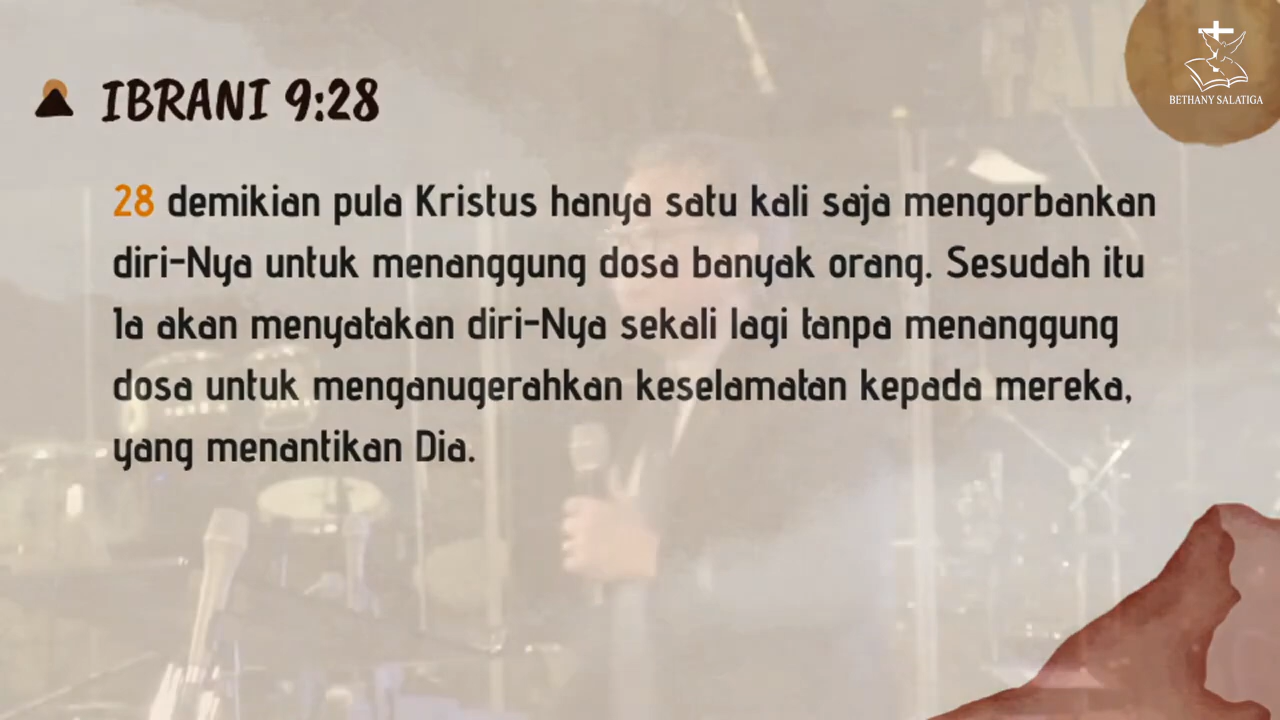 BETHANY SALATIGA
IBRANI 9:28
28 demikian pula Kristus hanya satu kali saja mengorbankan
diri-Nya untuk menanggung dosa banyak orang. Sesudah itu
Ia akan menyatakan diri-Nya sekali lagi tanpa menanggung
dosa untuk menganugerahkan keselamatan kepada mereka,
yang menantikan Dia.